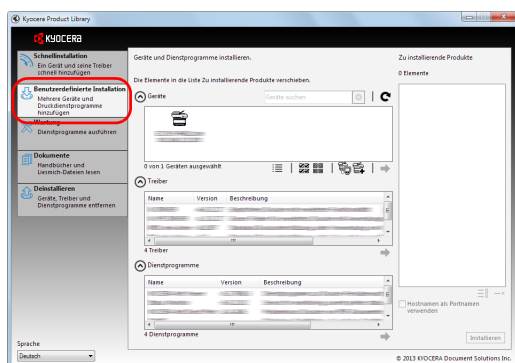 Kyocera Product Library
KYOCERA
Schnellinstallation
Ein Gerät und seine Treiber
schnell hinzufügen
Benutzerdefinierte Installation
Mehrere Geräte und
Druckdienstprogramme
hinzufügen
Wartung
Dienstprogramme ausführen
Dokumente
Handbücher und
Liesmich-Dateien lesen
Deinstallieren
Geräte, Treiber und
Dienstprogramme entfernen
Sprache
Deutsch
Geräte und Dienstprogramme installieren.
Die Elemente in die Liste Zu installierende Produkte verschieben.
Geräte
Geräte suchen
0 von 1 Geräten ausgewählt
Treiber
Name Version Beschreibung
4 Treiber
Dienstprogramme
Name Version Beschreibung
4 Dienstprogramme
Zu installierende Produkte
0 Elemente
Hostnamen als Portnamen
verwenden
Installieren
© 2013 KYOCERA Document Solutions Inc.